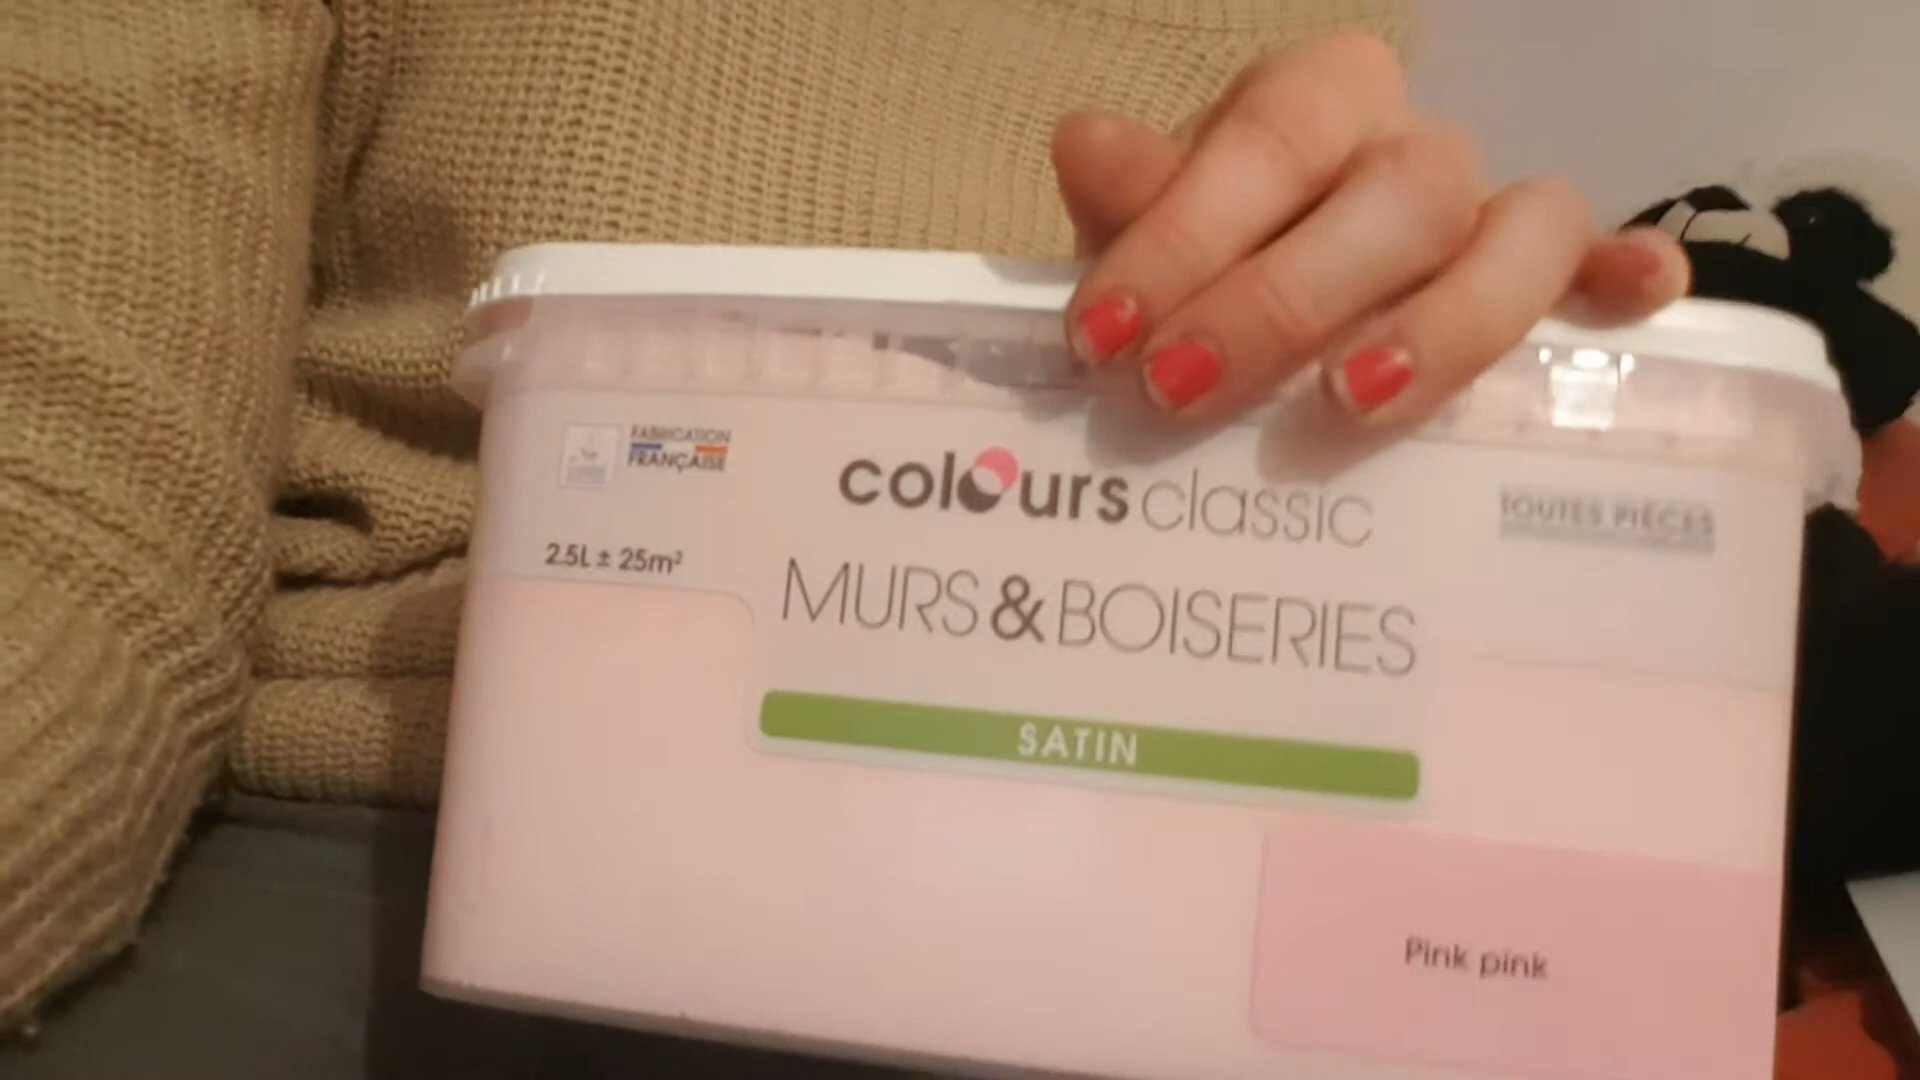 FABRICATION
FRANÇAISE
colours classic
TOUTES PIÈCES
2.5L ± 25m²
MURS & BOISERIES
SATIN
Pink pink